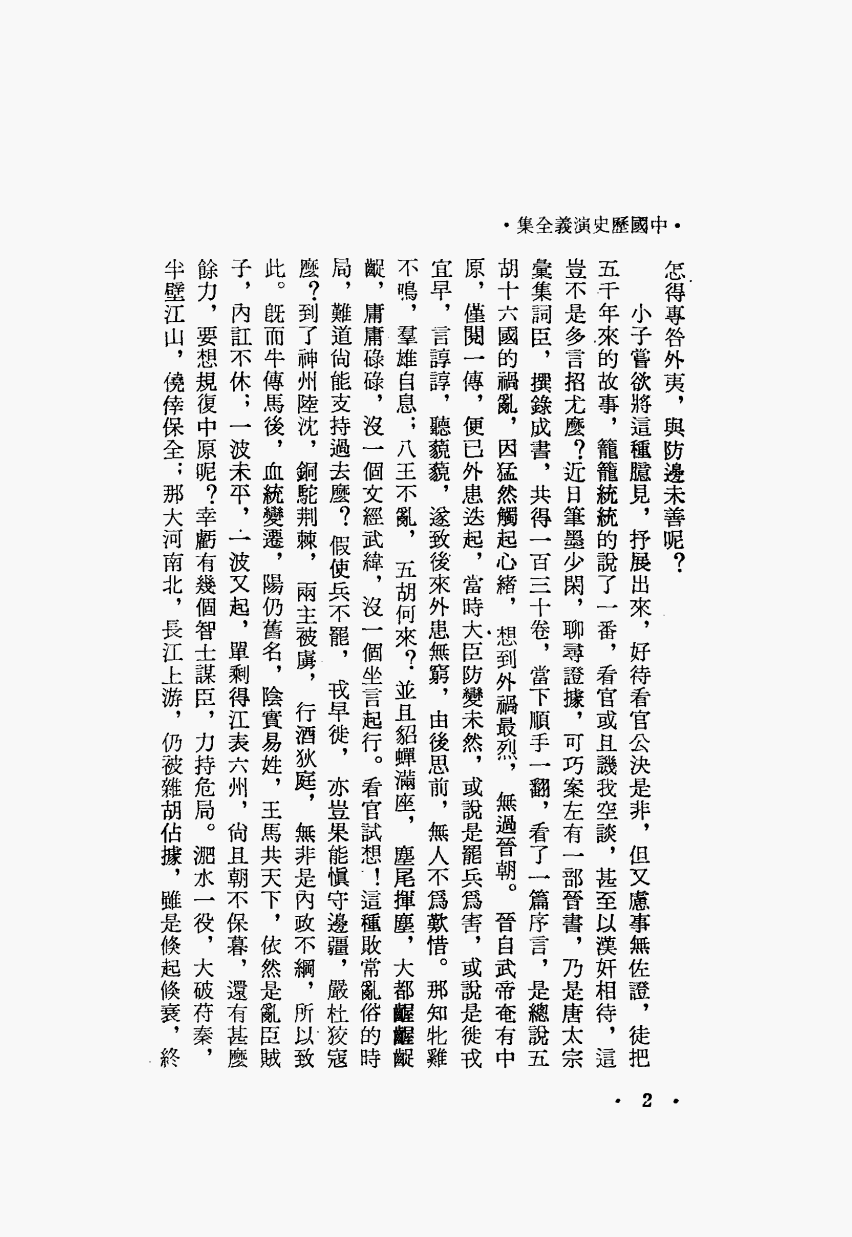 ·中國歷史演義全集·
怎得專咎外夷，與防邊未善呢？
小子嘗欲將這種臆見，抒展出來，好待看官公決是非，但又慮事無佐證，徒把
五千年來的故事，籠籠統統的說了一番，看官或且譏我空談，甚至以漢奸相待，這
豈不是多言招尤麼？近日筆墨少閑，聊尋證據，可巧案左有一部晉書，乃是唐太宗
彙集詞臣，撰錄成書，共得一百三十卷，當下順手一翻，看了一篇序言，是總說五
胡十六國的禍亂，因猛然觸起心緒，想到外禍最烈，無過晉朝。晉自武帝奄有中
原，僅閱一傳，便已外患迭起，當時大臣防變未然，或說是罷兵爲害，或說是徙戎
宜早，言諄諄，聽藐藐，遂致後來外患無窮，由後思前，無人不爲歎惜。那知牝雞
不鳴，羣雄自息；八王不亂，五胡何來？並且貂蟬滿座，塵尾揮塵，大都齷齷齪
齪，庸庸碌碌，沒一個文經武緯，沒一個坐言起行。看官試想！這種敗常亂俗的時
局，難道尙能支持過去麼？假使兵不罷，戎早徙，亦豈果能愼守邊疆，嚴杜狡寇
麼？到了神州陸沈，銅駝荆棘，兩主被虜，行酒狄庭，無非是內政不綱，所以致
此。旣而牛傳馬後，血統變遷，陽仍舊名，陰實易姓，王馬共天下，依然是亂臣賊
子，內訌不休；一波未平，一波又起，單剩得江表六州，尙且朝不保暮，還有甚麼
餘力，要想規復中原呢？幸虧有幾個智士謀臣，力持危局。淝水一役，大破苻秦，
半壁江山，僥倖保全；那大河南北，長江上游，仍被雜胡佔據，雖是倐起倐衰，終
· 2 ·